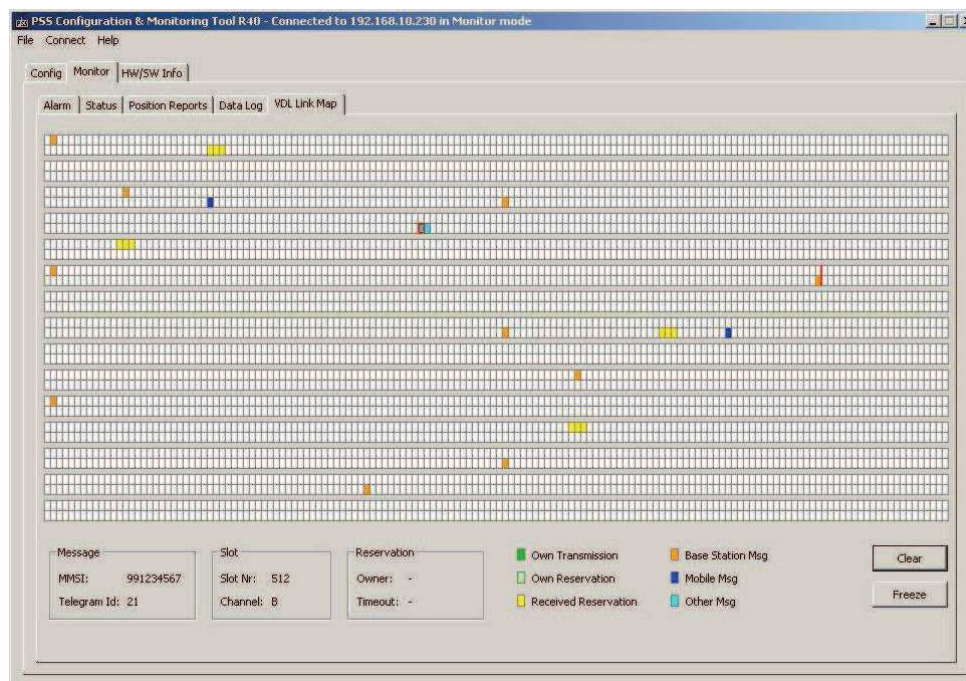 PSS Configuration & Monitoring Tool R40 - Connected to 192.168.10.230 in Monitor mode
File Connect Help
Config Monitor HW/SW Info
Alarm Status Position Reports Data Log VDL Link Map
Message Slot Reservation Own Transmission Base Station Msg Clear
MMSI: 991234567 Slot Nr: 512 Owner: - Own Reservation Mobile Msg
Telegram Id: 21 Channel: B Timeout: - Received Reservation Other Msg Freeze